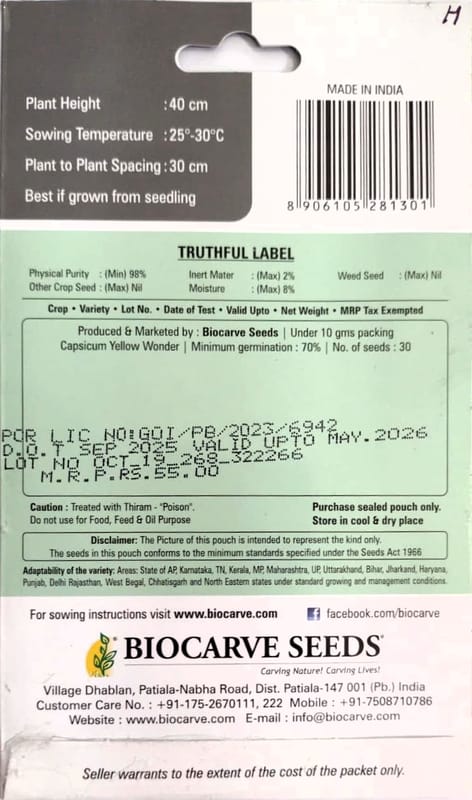 H
Plant Height : 40 cm
Sowing Temperature : 25°-30°C
Plant to Plant Spacing : 30 cm
Best if grown from seedling
MADE IN INDIA
8 906105 281301
TRUTHFUL LABEL
Physical Purity : (Min) 98% Inert Mater : (Max) 2% Weed Seed : (Max) Nil
Other Crop Seed : (Max) Nil Moisture : (Max) 8%
Crop • Variety • Lot No. • Date of Test • Valid Upto • Net Weight • MRP Tax Exempted
Produced & Marketed by : Biocarve Seeds | Under 10 gms packing
Capsicum Yellow Wonder | Minimum germination : 70% | No. of seeds : 30
PCR LIC NO:GOI/PB/2023/6942
D.O.T SEP 2025 VALID UPTO MAY.2026
LOT NO OCT_19_268_322266
M.R.P.RS.55.00
Caution : Treated with Thiram - "Poison". Purchase sealed pouch only.
Do not use for Food, Feed & Oil Purpose Store in cool & dry place
Disclaimer: The Picture of this pouch is intended to represent the kind only.
The seeds in this pouch conforms to the minimum standards specified under the Seeds Act 1966
Adaptability of the variety: Areas: State of AP, Karnataka, TN, Kerala, MP, Maharashtra, UP, Uttarakhand, Bihar, Jharkand, Haryana,
Punjab, Delhi Rajasthan, West Begal, Chhatisgarh and North Eastern states under standard growing and management conditions.
For sowing instructions visit www.biocarve.com f facebook.com/biocarve
BIOCARVE SEEDS®
Carving Nature! Carving Lives!
Village Dhablan, Patiala-Nabha Road, Dist. Patiala-147 001 (Pb.) India
Customer Care No. : +91-175-2670111, 222 Mobile : +91-7508710786
Website : www.biocarve.com E-mail : info@biocarve.com
Seller warrants to the extent of the cost of the packet only.